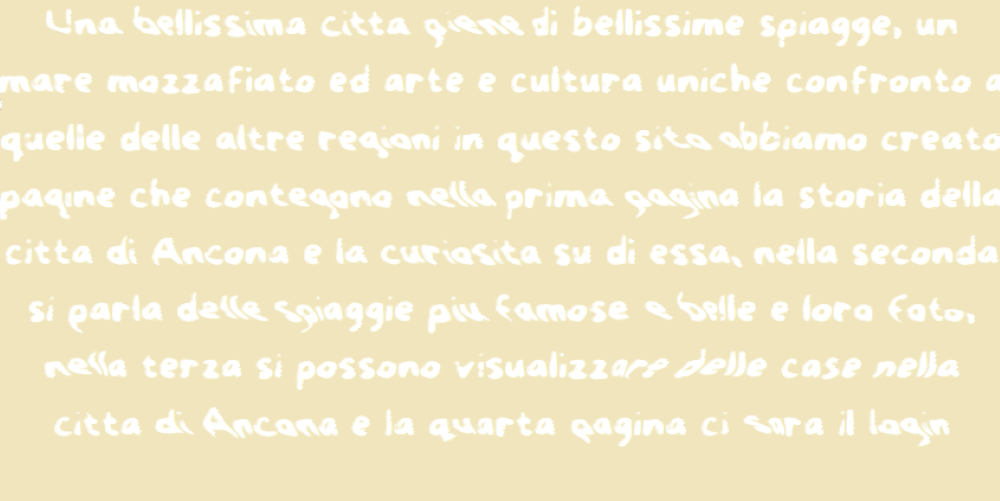 Una bellissima citta piene di bellissime spiagge, un
mare mozzafiato ed arte e cultura uniche confronto a
quelle delle altre regioni in questo sito abbiamo creato
pagine che contegono nella prima pagina la storia della
citta di Ancona e la curiosita su di essa, nella seconda
si parla delle spiaggie piu famose e belle e loro foto,
nella terza si possono visualizzare delle case nella
citta di Ancona e la quarta pagina ci sara il login